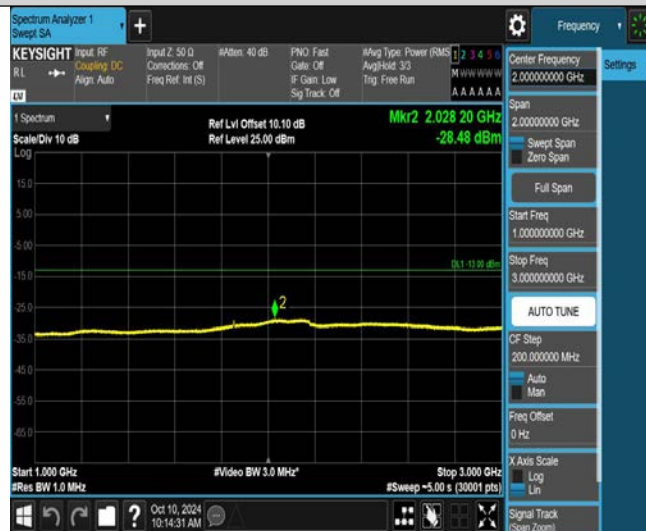 Spectrum Analyzer 1
Swept SA
+
Frequency
KEYSIGHT
RL
Input: RF
Coupling: DC
Align: Auto
Input Z: 50 Ω
Corrections: Off
Freq Ref: Int (S)
#Atten: 40 dB
PNO: Fast
Gate: Off
IF Gain: Low
Sig Track: Off
#Avg Type: Power (RMS
Avg|Hold: 3/3
Trig: Free Run
1 2 3 4 5 6
M W W W W W
A A A A A A
1 Spectrum
Scale/Div 10 dB
Ref Lvl Offset 10.10 dB
Ref Level 25.00 dBm
Mkr2 2.028 20 GHz
-28.48 dBm
Log
15.0
5.00
-5.00
-15.0
-25.0
-35.0
-45.0
-55.0
-65.0
DL1 -13.00 dBm
2
Start 1.000 GHz
#Res BW 1.0 MHz
#Video BW 3.0 MHz*
Stop 3.000 GHz
#Sweep ~5.00 s (30001 pts)
Center Frequency
2.000000000 GHz
Settings
Span
2.00000000 GHz
Swept Span
Zero Span
Full Span
Start Freq
1.000000000 GHz
Stop Freq
3.000000000 GHz
AUTO TUNE
CF Step
200.000000 MHz
Auto
Man
Freq Offset
0 Hz
X Axis Scale
Log
Lin
Signal Track
(Span Zoom)
?
Oct 10, 2024
10:14:31 AM